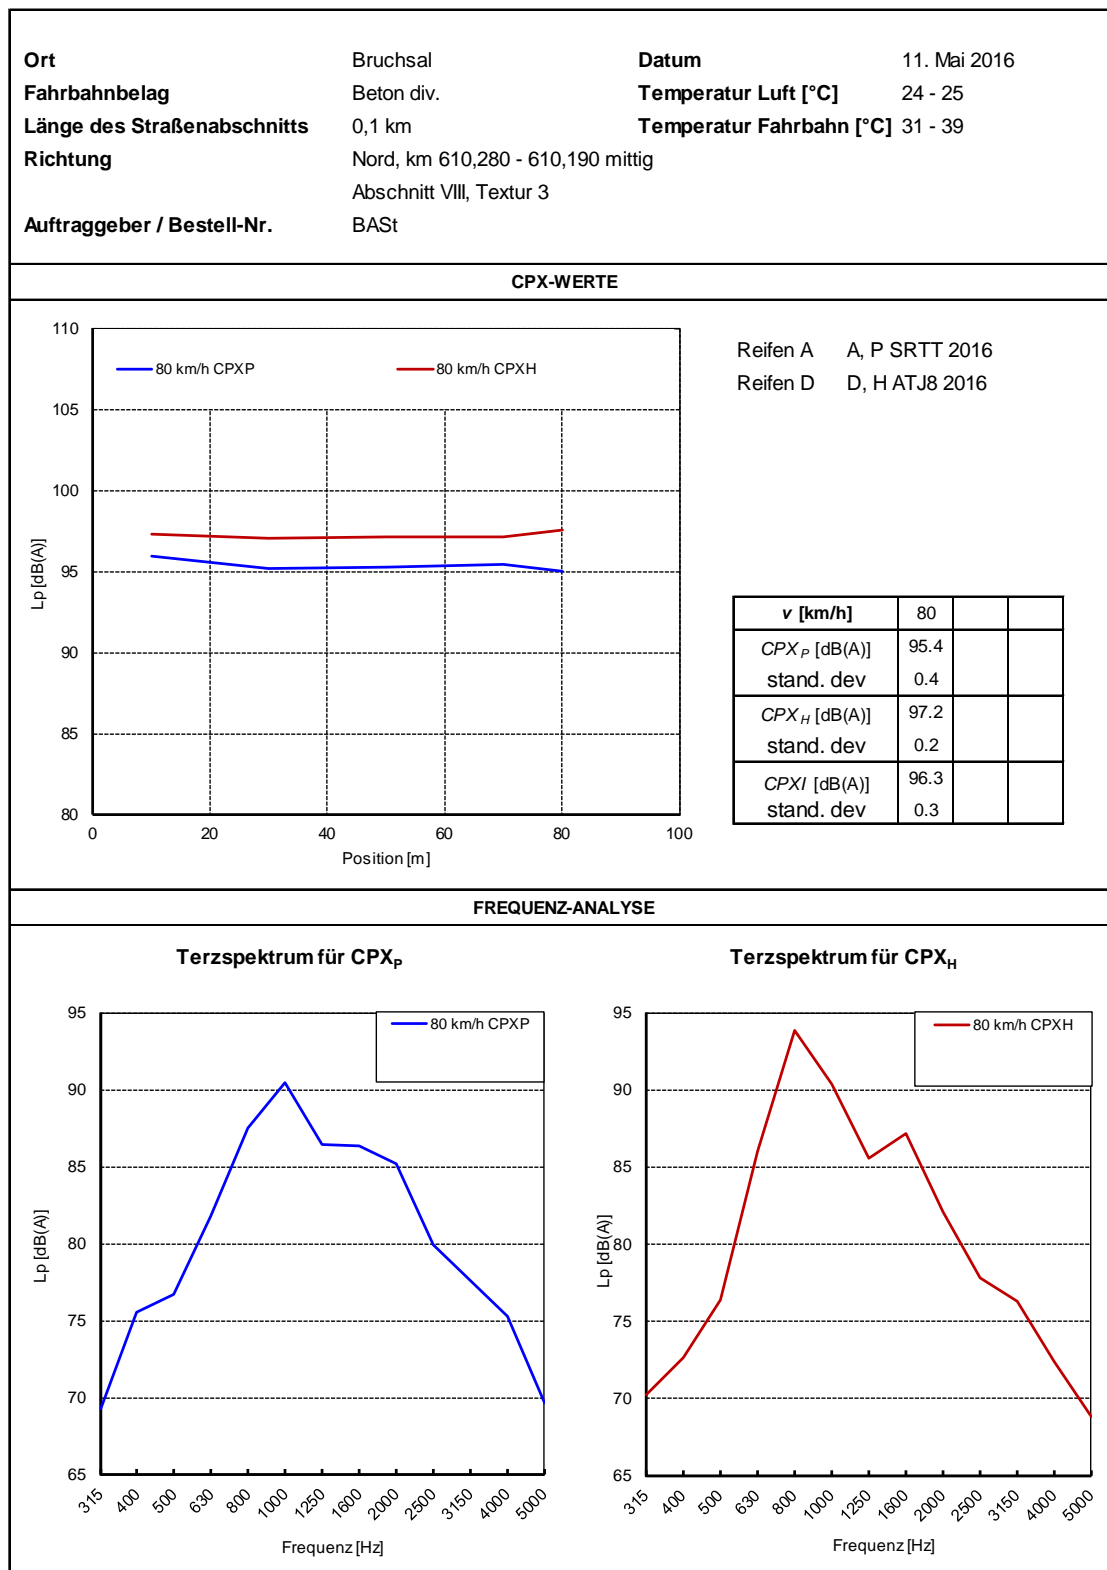 Ort Bruchsal Datum 11. Mai 2016
Fahrbahnbelag Beton div. Temperatur Luft [°C] 24 - 25
Länge des Straßenabschnitts 0,1 km Temperatur Fahrbahn [°C] 31 - 39
Richtung Nord, km 610,280 - 610,190 mittig
Abschnitt VIII, Textur 3
Auftraggeber / Bestell-Nr. BASt
CPX-WERTE
110
105
100
95
90
85
80
Lp [dB(A)]
80 km/h CPXP 80 km/h CPXH
0 20 40 60 80 100
Position [m]
Reifen A A, P SRTT 2016
Reifen D D, H ATJ8 2016
v [km/h] 80
CPX P [dB(A)] 95.4
stand. dev 0.4
CPX H [dB(A)] 97.2
stand. dev 0.2
CPXI [dB(A)] 96.3
stand. dev 0.3
FREQUENZ-ANALYSE
Terzspektrum für CPXP
95
90
85
80
75
70
65
Lp [dB(A)]
80 km/h CPXP
315 400 500 630 800 1000 1250 1600 2000 2500 3150 4000 5000
Frequenz [Hz]
Terzspektrum für CPXH
95
90
85
80
75
70
65
Lp [dB(A)]
80 km/h CPXH
315 400 500 630 800 1000 1250 1600 2000 2500 3150 4000 5000
Frequenz [Hz]